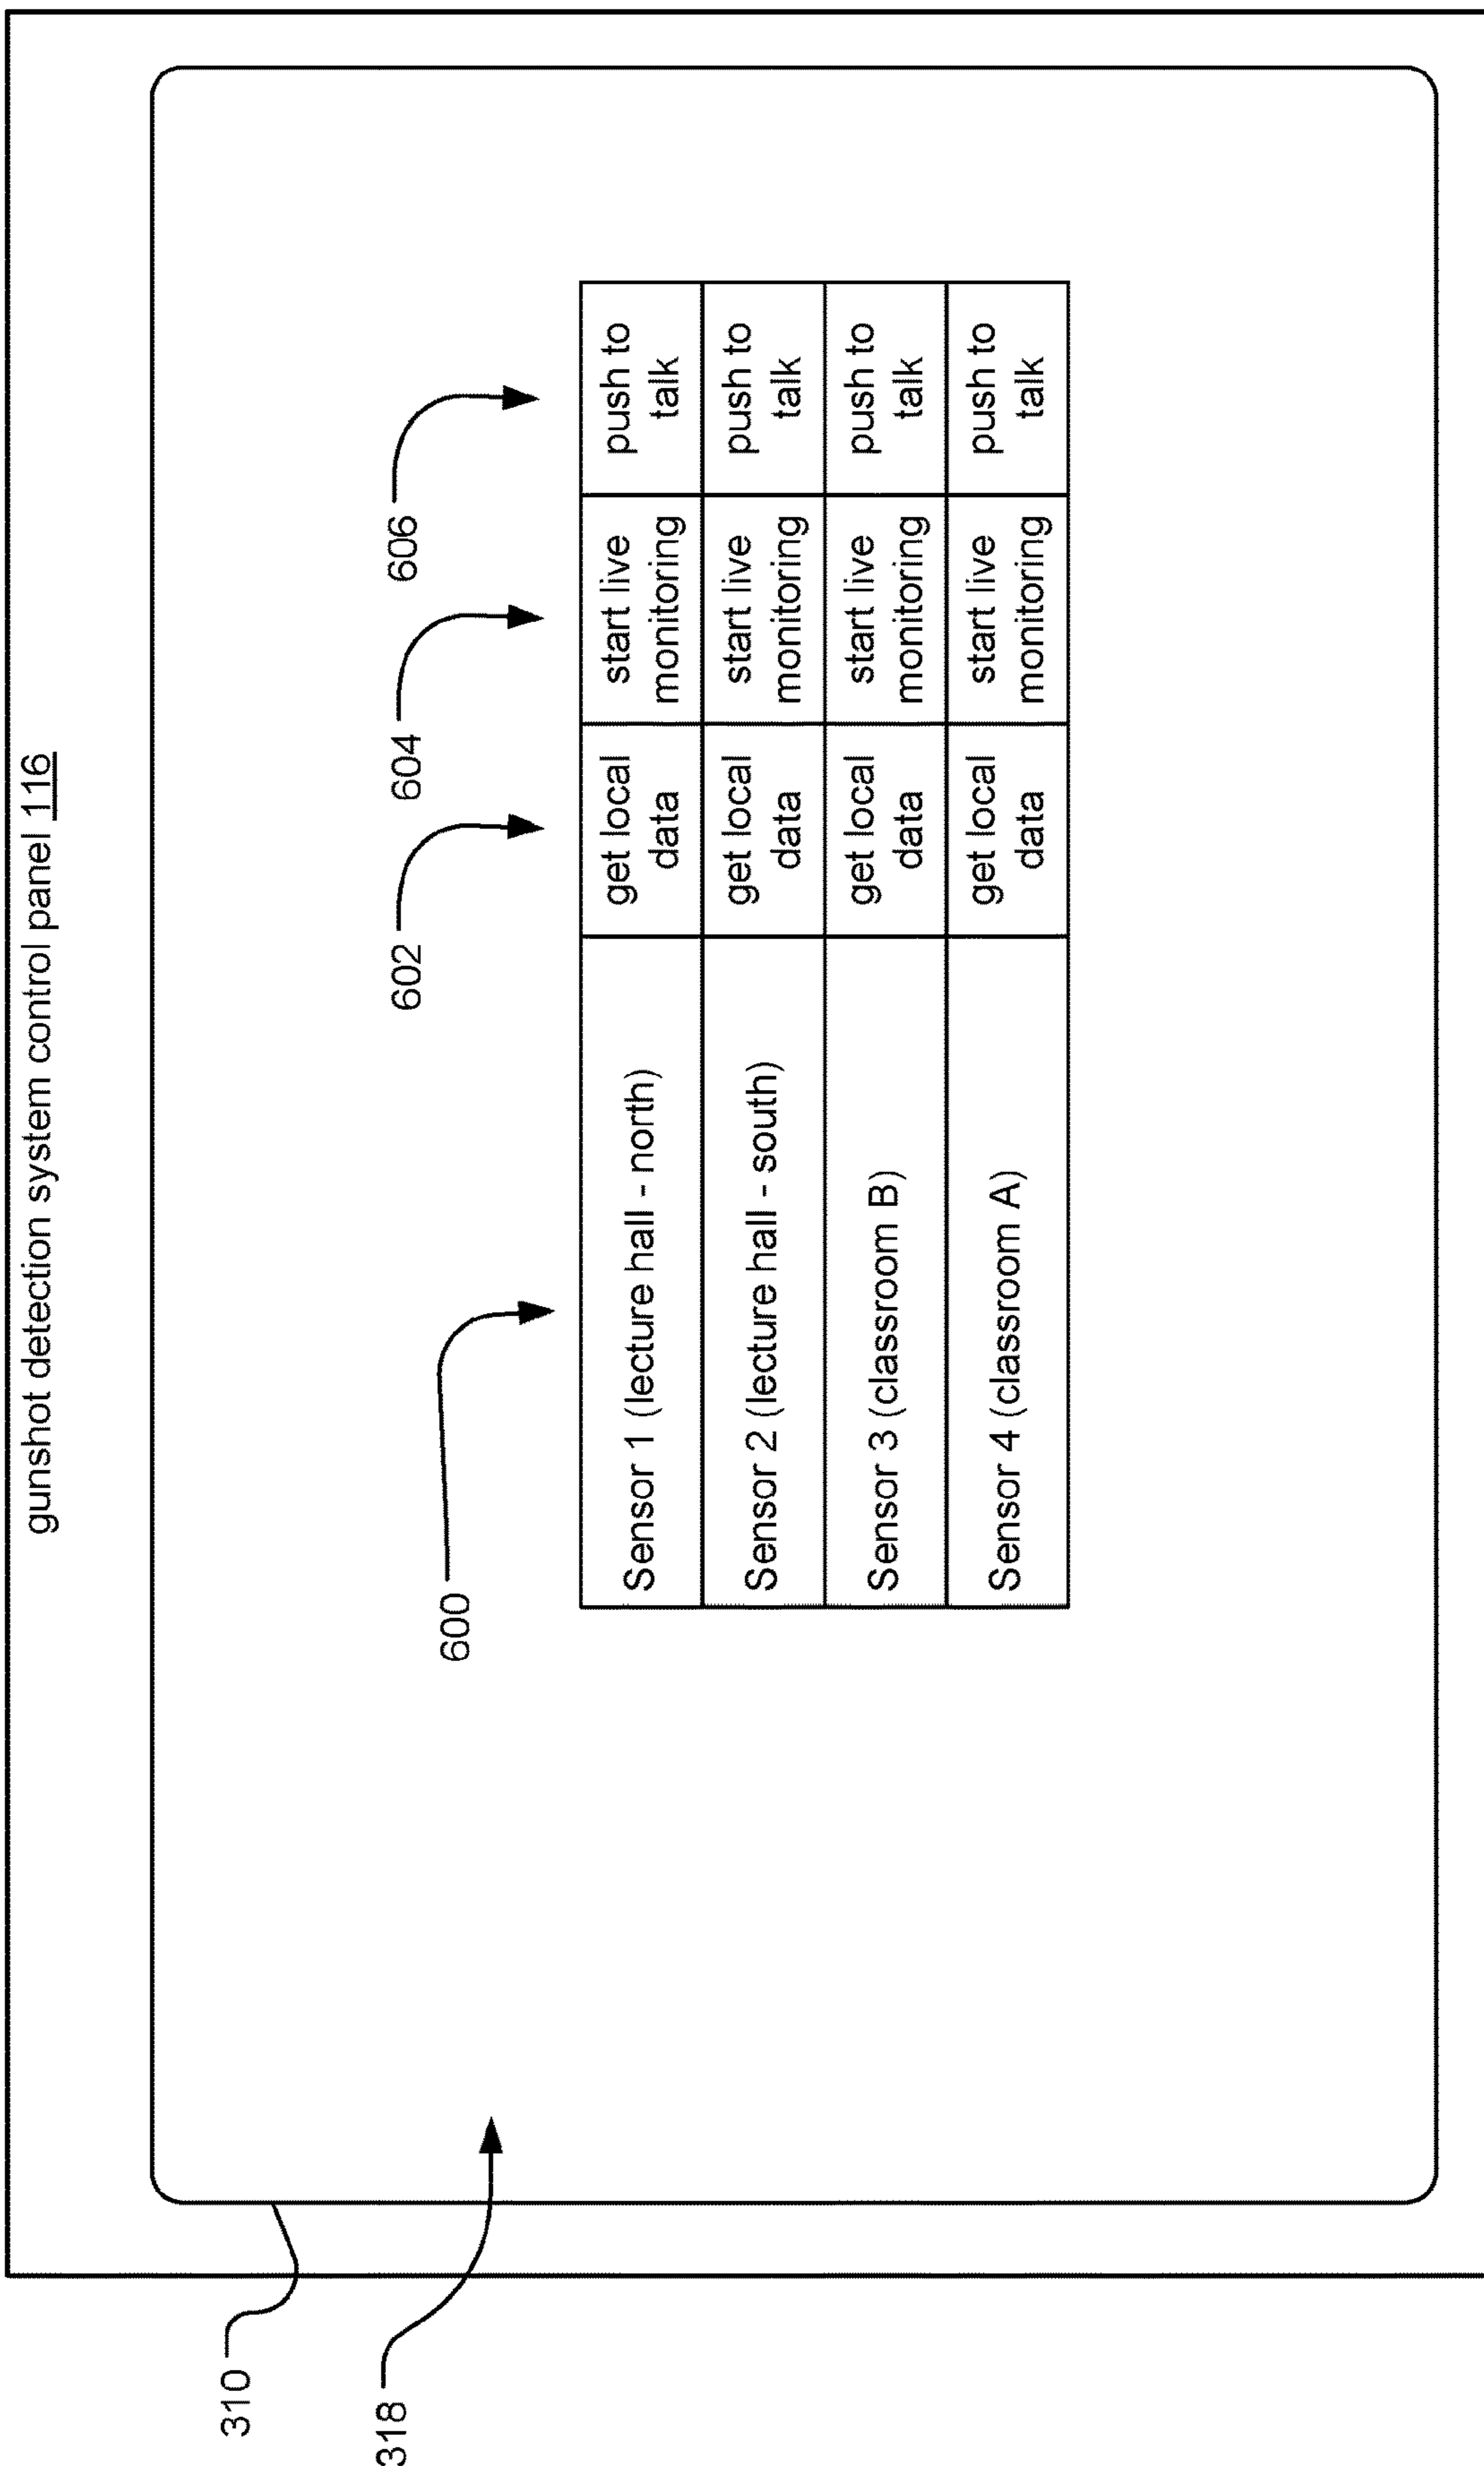 gunshot detection system control panel 116
310
318
600
602
604
606
Sensor 1 (lecture hall - north)
get local
data
start live
monitoring
push to
talk
Sensor 2 (lecture hall - south)
get local
data
start live
monitoring
push to
talk
Sensor 3 (classroom B)
get local
data
start live
monitoring
push to
talk
Sensor 4 (classroom A)
get local
data
start live
monitoring
push to
talk